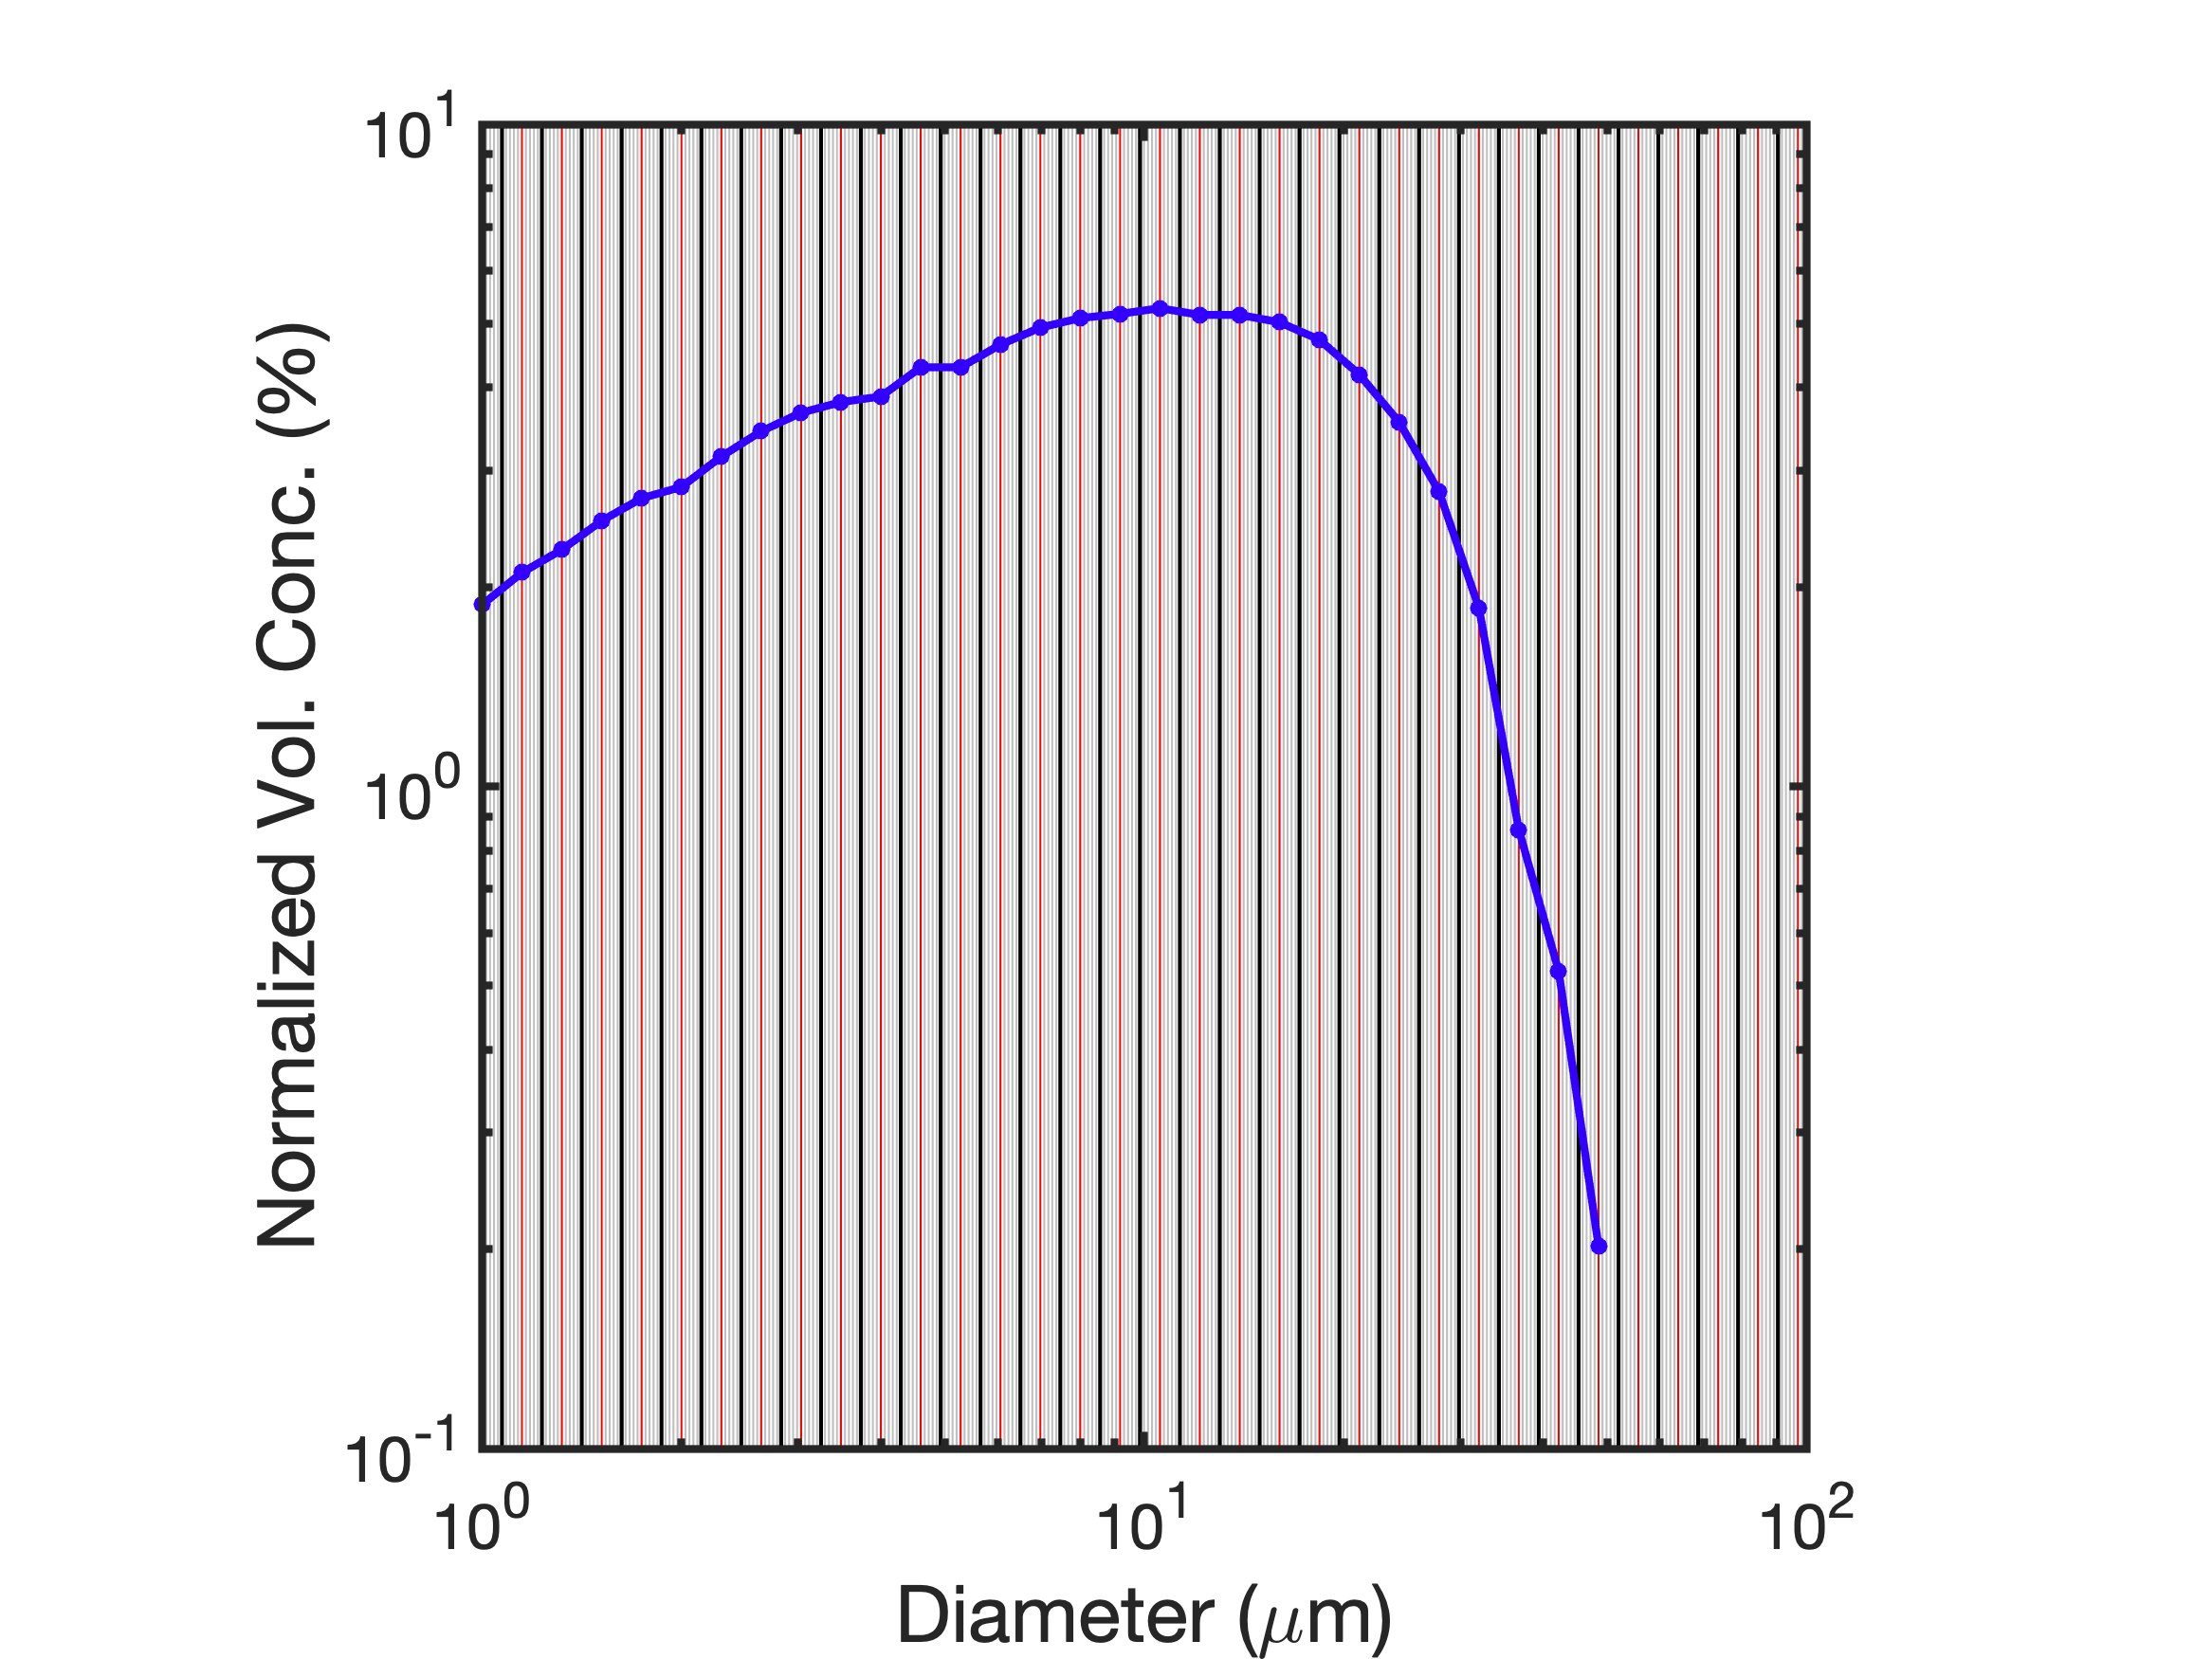 10^1
10^0
10^-1
Normalized Vol. Conc. (%)
10^0 10^1 10^2
Diameter (μm)